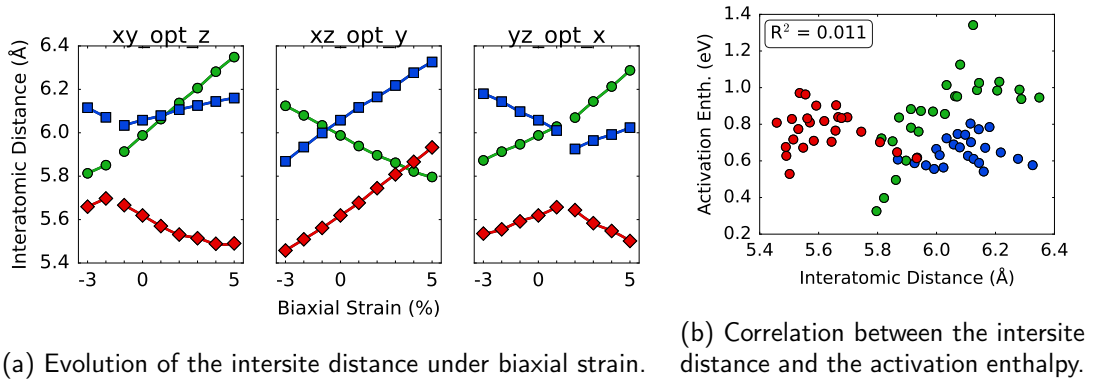 xy_opt_z
xz_opt_y
yz_opt_x
Interatomic Distance (Å)
6.4
6.2
6.0
5.8
5.6
5.4
-3 0 5
-3 0 5
-3 0 5
Biaxial Strain (%)
(a) Evolution of the intersite distance under biaxial strain.
R² = 0.011
Activation Enth. (eV)
1.4
1.2
1.0
0.8
0.6
0.4
0.2
5.4 5.6 5.8 6.0 6.2 6.4
Interatomic Distance (Å)
(b) Correlation between the intersite
distance and the activation enthalpy.